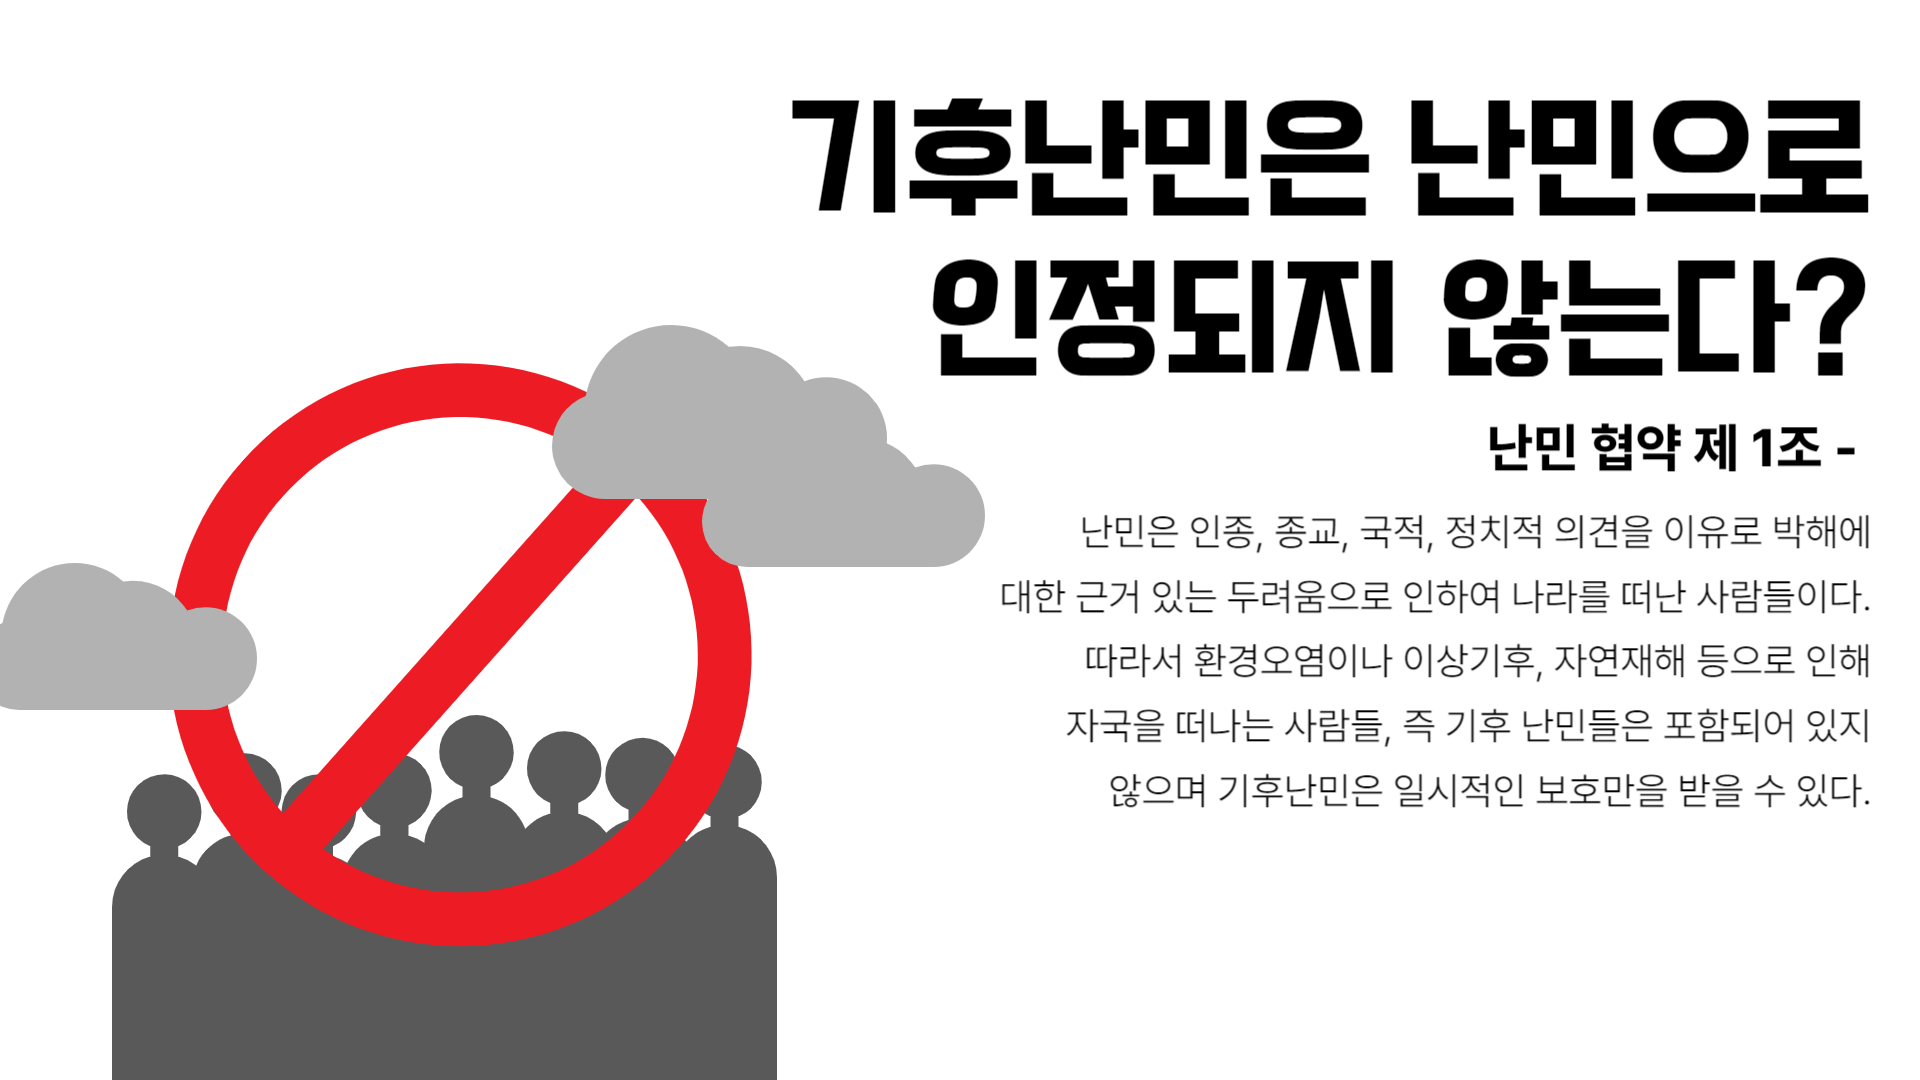 기후난민은 난민으로
인정되지 않는다?
난민 협약 제 1조 -
난민은 인종, 종교, 국적, 정치적 의견을 이유로 박해에
대한 근거 있는 두려움으로 인하여 나라를 떠난 사람들이다.
따라서 환경오염이나 이상기후, 자연재해 등으로 인해
자국을 떠나는 사람들, 즉 기후 난민들은 포함되어 있지
않으며 기후난민은 일시적인 보호만을 받을 수 있다.